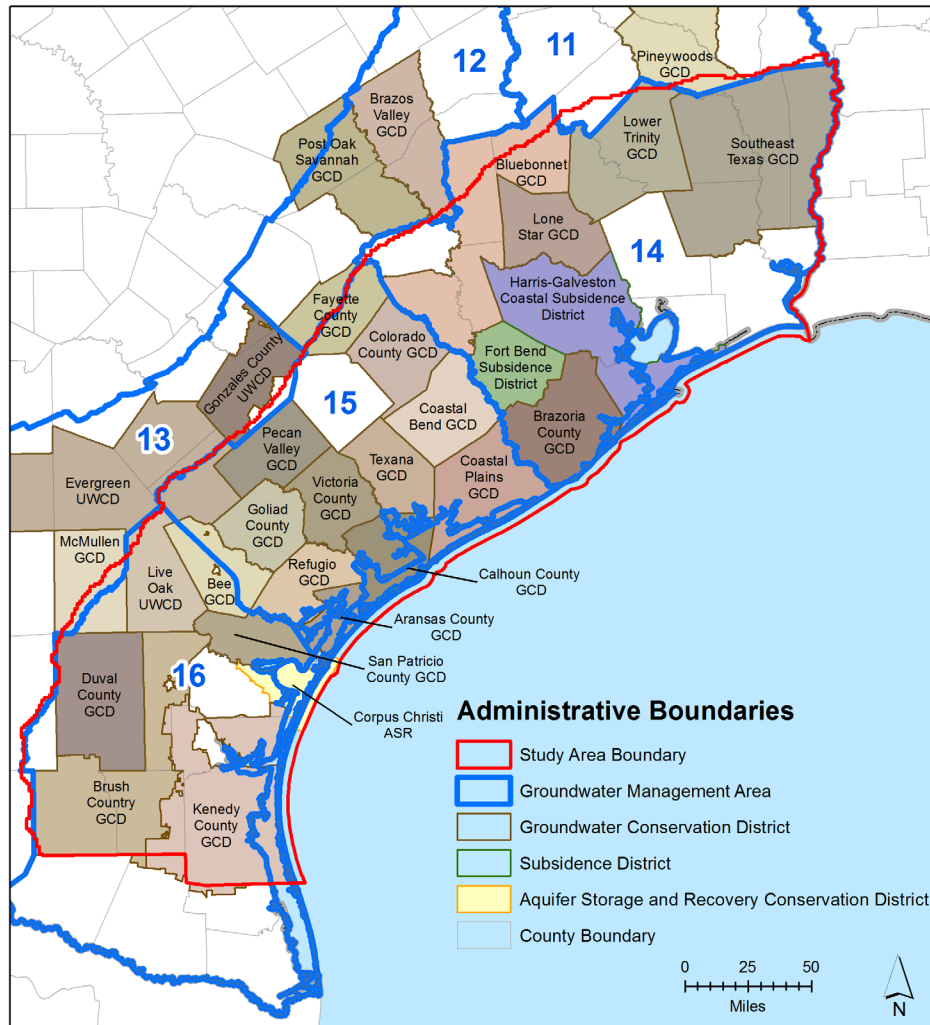 12
11
Pineywoods
GCD
Brazos
Valley
GCD
Post Oak
Savannah
GCD
Lower
Trinity
GCD
Southeast
Texas GCD
Bluebonnet
GCD
Lone
Star GCD
14
Harris-Galveston
Coastal Subsidence
District
Fayette
County
GCD
Colorado
County GCD
Gonzales County
UWCD
Fort Bend
Subsidence
District
15
Coastal
Bend GCD
Brazoria
County
GCD
13
Pecan
Valley
GCD
Texana
GCD
Coastal
Plains
GCD
Evergreen
UWCD
Victoria
County
GCD
Goliad
County
GCD
McMullen
GCD
Live
Oak
UWCD
Bee
GCD
Refugio
GCD
Calhoun County
GCD
Aransas County
GCD
San Patricio
County GCD
16
Duval
County
GCD
Corpus Christi
ASR
Brush
Country
GCD
Kenedy
County
GCD
Administrative Boundaries
Study Area Boundary
Groundwater Management Area
Groundwater Conservation District
Subsidence District
Aquifer Storage and Recovery Conservation District
County Boundary
0 25 50
Miles
N